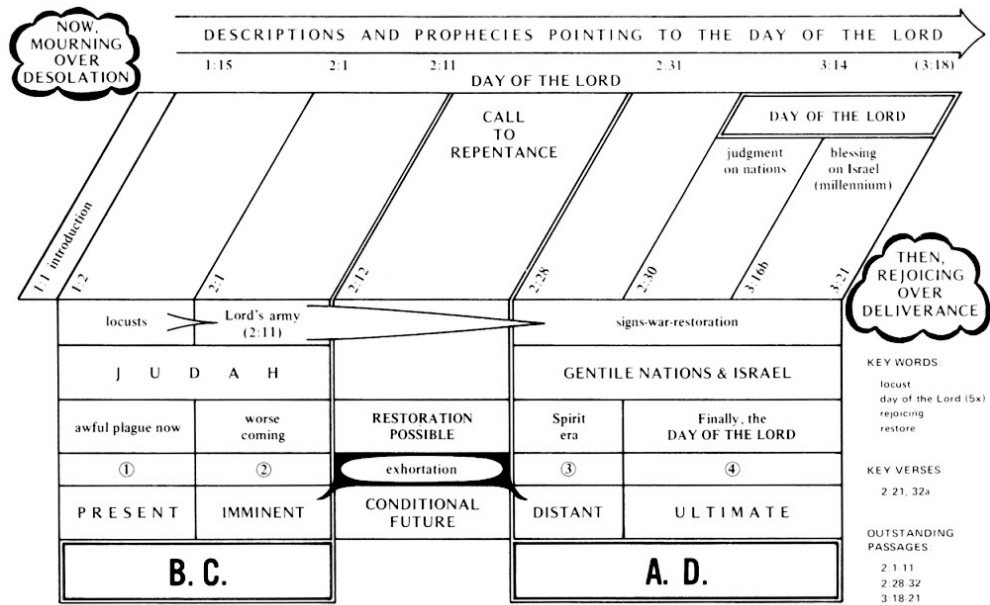 NOW,
MOURNING
OVER
DESOLATION
DESCRIPTIONS AND PROPHECIES POINTING TO THE DAY OF THE LORD
1:15 2:1 2:11 2:31 3:14 (3:18)
DAY OF THE LORD
CALL
TO
REPENTANCE
DAY OF THE LORD
judgment
on nations
blessing
on Israel
(millennium)
1:1 introduction
1:2
2:1
2:12
2:28
2:30
3:16b
3:21
THEN,
REJOICING
OVER
DELIVERANCE
locusts
Lord's army
(2:11)
signs-war-restoration
JUDAH
GENTILE NATIONS & ISRAEL
awful plague now
worse
coming
RESTORATION
POSSIBLE
Spirit
era
Finally, the
DAY OF THE LORD
①
②
exhortation
③
④
PRESENT
IMMINENT
CONDITIONAL
FUTURE
DISTANT
ULTIMATE
B.C.
A.D.
KEY WORDS:
locust
day of the Lord (5x)
rejoicing
restore
KEY VERSES
2:21, 32a
OUTSTANDING
PASSAGES:
2:1-11
2:28-32
3:18-21